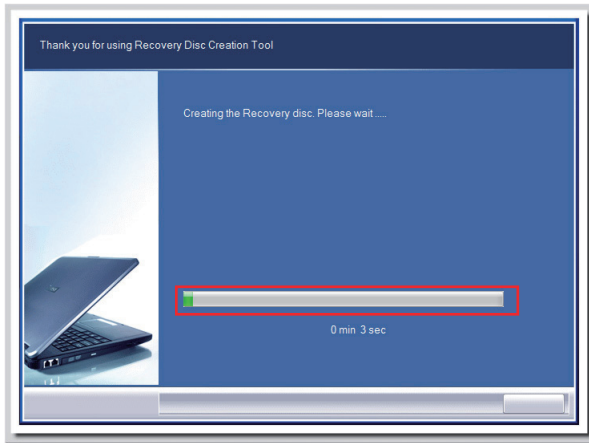 Thank you for using Recovery Disc Creation Tool
Creating the Recovery disc. Please wait .....
0 min 3 sec